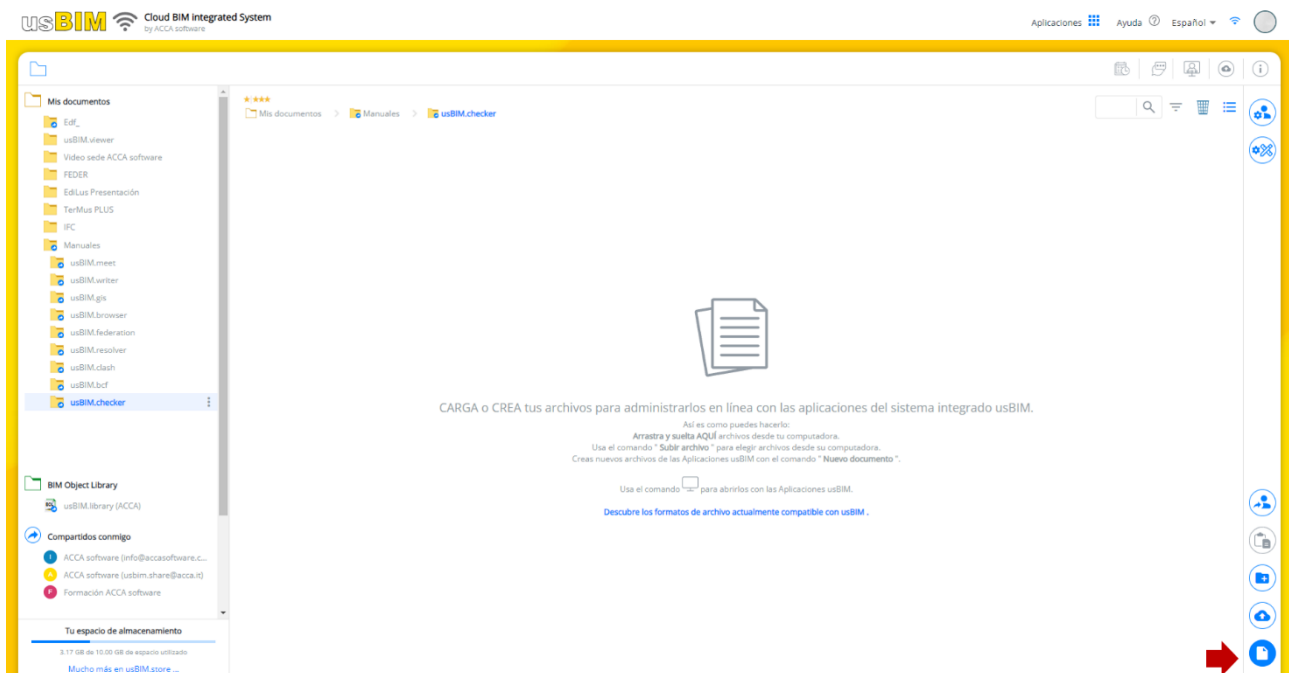 usBIM
Cloud BIM integrated System
by ACCA software
Aplicaciones
Ayuda
Español
Mis documentos
Edf_
usBIM.viewer
Video sede ACCA software
FEDER
EdiLus Presentación
TerMus PLUS
IFC
Manuales
usBIM.meet
usBIM.writer
usBIM.gis
usBIM.browser
usBIM.federation
usBIM.resolver
usBIM.clash
usBIM.bcf
usBIM.checker
BIM Object Library
usBIM.library (ACCA)
Compartidos conmigo
I ACCA software (info@accasoftware.c...
A ACCA software (usbim.share@acca.it)
F Formación ACCA software
Tu espacio de almacenamiento
3.17 GB de 10.00 GB de espacio utilizado
Mucho más en usBIM.store ...
Mis documentos > Manuales > usBIM.checker
CARGA o CREA tus archivos para administrarlos en línea con las aplicaciones del sistema integrado usBIM.
Así es como puedes hacerlo:
Arrastra y suelta AQUÍ archivos desde tu computadora.
Usa el comando " Subir archivo " para elegir archivos desde su computadora.
Creas nuevos archivos de las Aplicaciones usBIM con el comando " Nuevo documento ".
Usa el comando para abrirlos con las Aplicaciones usBIM.
Descubre los formatos de archivo actualmente compatible con usBIM .